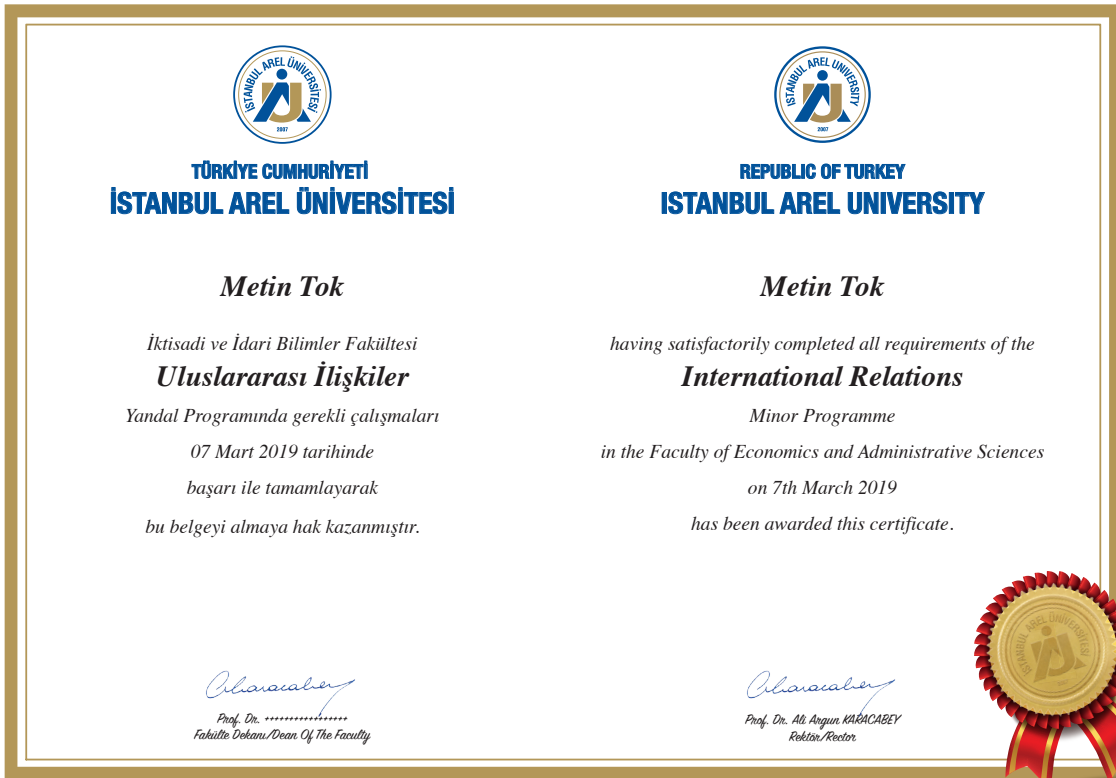 İSTANBUL AREL ÜNİVERSİTESİ
2007
TÜRKİYE CUMHURİYETİ
İSTANBUL AREL ÜNİVERSİTESİ
Metin Tok
İktisadi ve İdari Bilimler Fakültesi
Uluslararası İlişkiler
Yandal Programında gerekli çalışmaları
07 Mart 2019 tarihinde
başarı ile tamamlayarak
bu belgeyi almaya hak kazanmıştır.
Prof. Dr. +++++++++++++++++
Fakülte Dekanı/Dean Of The Faculty
ISTANBUL AREL UNIVERSITY
2007
REPUBLIC OF TURKEY
ISTANBUL AREL UNIVERSITY
Metin Tok
having satisfactorily completed all requirements of the
International Relations
Minor Programme
in the Faculty of Economics and Administrative Sciences
on 7th March 2019
has been awarded this certificate.
Prof. Dr. Ali Argun KARACABEY
Rektör/Rector
İSTANBUL AREL ÜNİVERSİTESİ